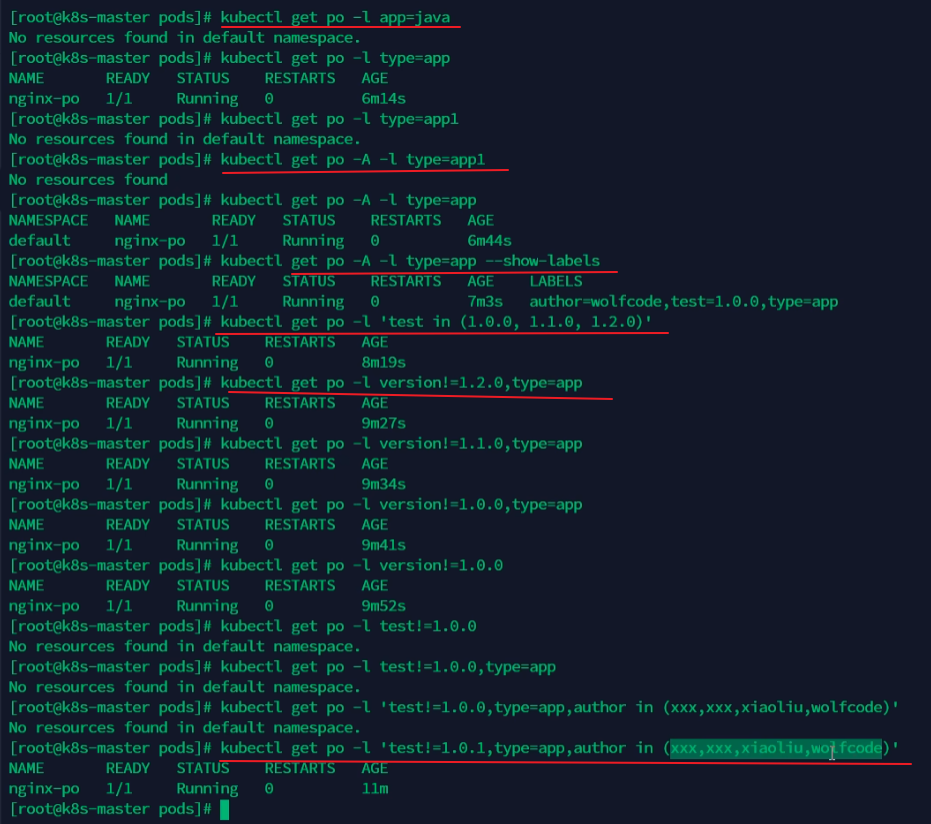 [root@k8s-master pods]# kubectl get po -l app=java
No resources found in default namespace.
[root@k8s-master pods]# kubectl get po -l type=app
NAME READY STATUS RESTARTS AGE
nginx-po 1/1 Running 0 6m14s
[root@k8s-master pods]# kubectl get po -l type=app1
No resources found in default namespace.
[root@k8s-master pods]# kubectl get po -A -l type=app1
No resources found
[root@k8s-master pods]# kubectl get po -A -l type=app
NAMESPACE NAME READY STATUS RESTARTS AGE
default nginx-po 1/1 Running 0 6m44s
[root@k8s-master pods]# kubectl get po -A -l type=app --show-labels
NAMESPACE NAME READY STATUS RESTARTS AGE LABELS
default nginx-po 1/1 Running 0 7m3s author=wolfcode,test=1.0.0,type=app
[root@k8s-master pods]# kubectl get po -l 'test in (1.0.0, 1.1.0, 1.2.0)'
NAME READY STATUS RESTARTS AGE
nginx-po 1/1 Running 0 8m19s
[root@k8s-master pods]# kubectl get po -l version!=1.2.0,type=app
NAME READY STATUS RESTARTS AGE
nginx-po 1/1 Running 0 9m27s
[root@k8s-master pods]# kubectl get po -l version!=1.1.0,type=app
NAME READY STATUS RESTARTS AGE
nginx-po 1/1 Running 0 9m34s
[root@k8s-master pods]# kubectl get po -l version!=1.0.0,type=app
NAME READY STATUS RESTARTS AGE
nginx-po 1/1 Running 0 9m41s
[root@k8s-master pods]# kubectl get po -l version!=1.0.0
NAME READY STATUS RESTARTS AGE
nginx-po 1/1 Running 0 9m52s
[root@k8s-master pods]# kubectl get po -l test!=1.0.0
No resources found in default namespace.
[root@k8s-master pods]# kubectl get po -l test!=1.0.0,type=app
No resources found in default namespace.
[root@k8s-master pods]# kubectl get po -l 'test!=1.0.0,type=app,author in (xxx,xxx,xiaoliu,wolfcode)'
No resources found in default namespace.
[root@k8s-master pods]# kubectl get po -l 'test!=1.0.1,type=app,author in (xxx,xxx,xiaoliu,wolfcode)'
NAME READY STATUS RESTARTS AGE
nginx-po 1/1 Running 0 11m
[root@k8s-master pods]#